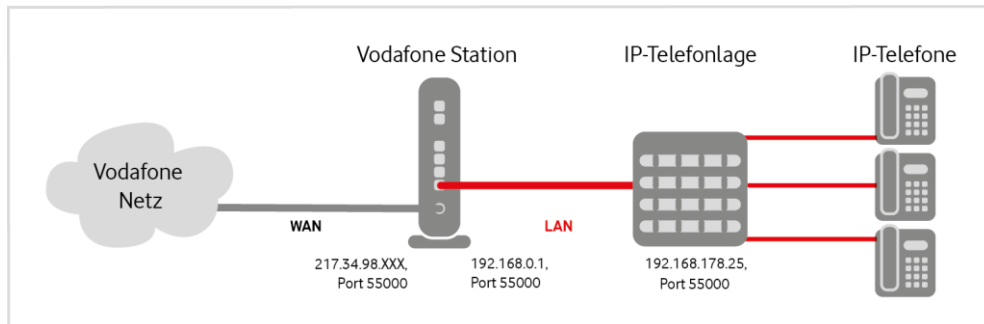 Vodafone Station
IP-Telefonlage
IP-Telefone
Vodafone
Netz
WAN
LAN
217.34.98.XXX,
Port 55000
192.168.0.1,
Port 55000
192.168.178.25,
Port 55000